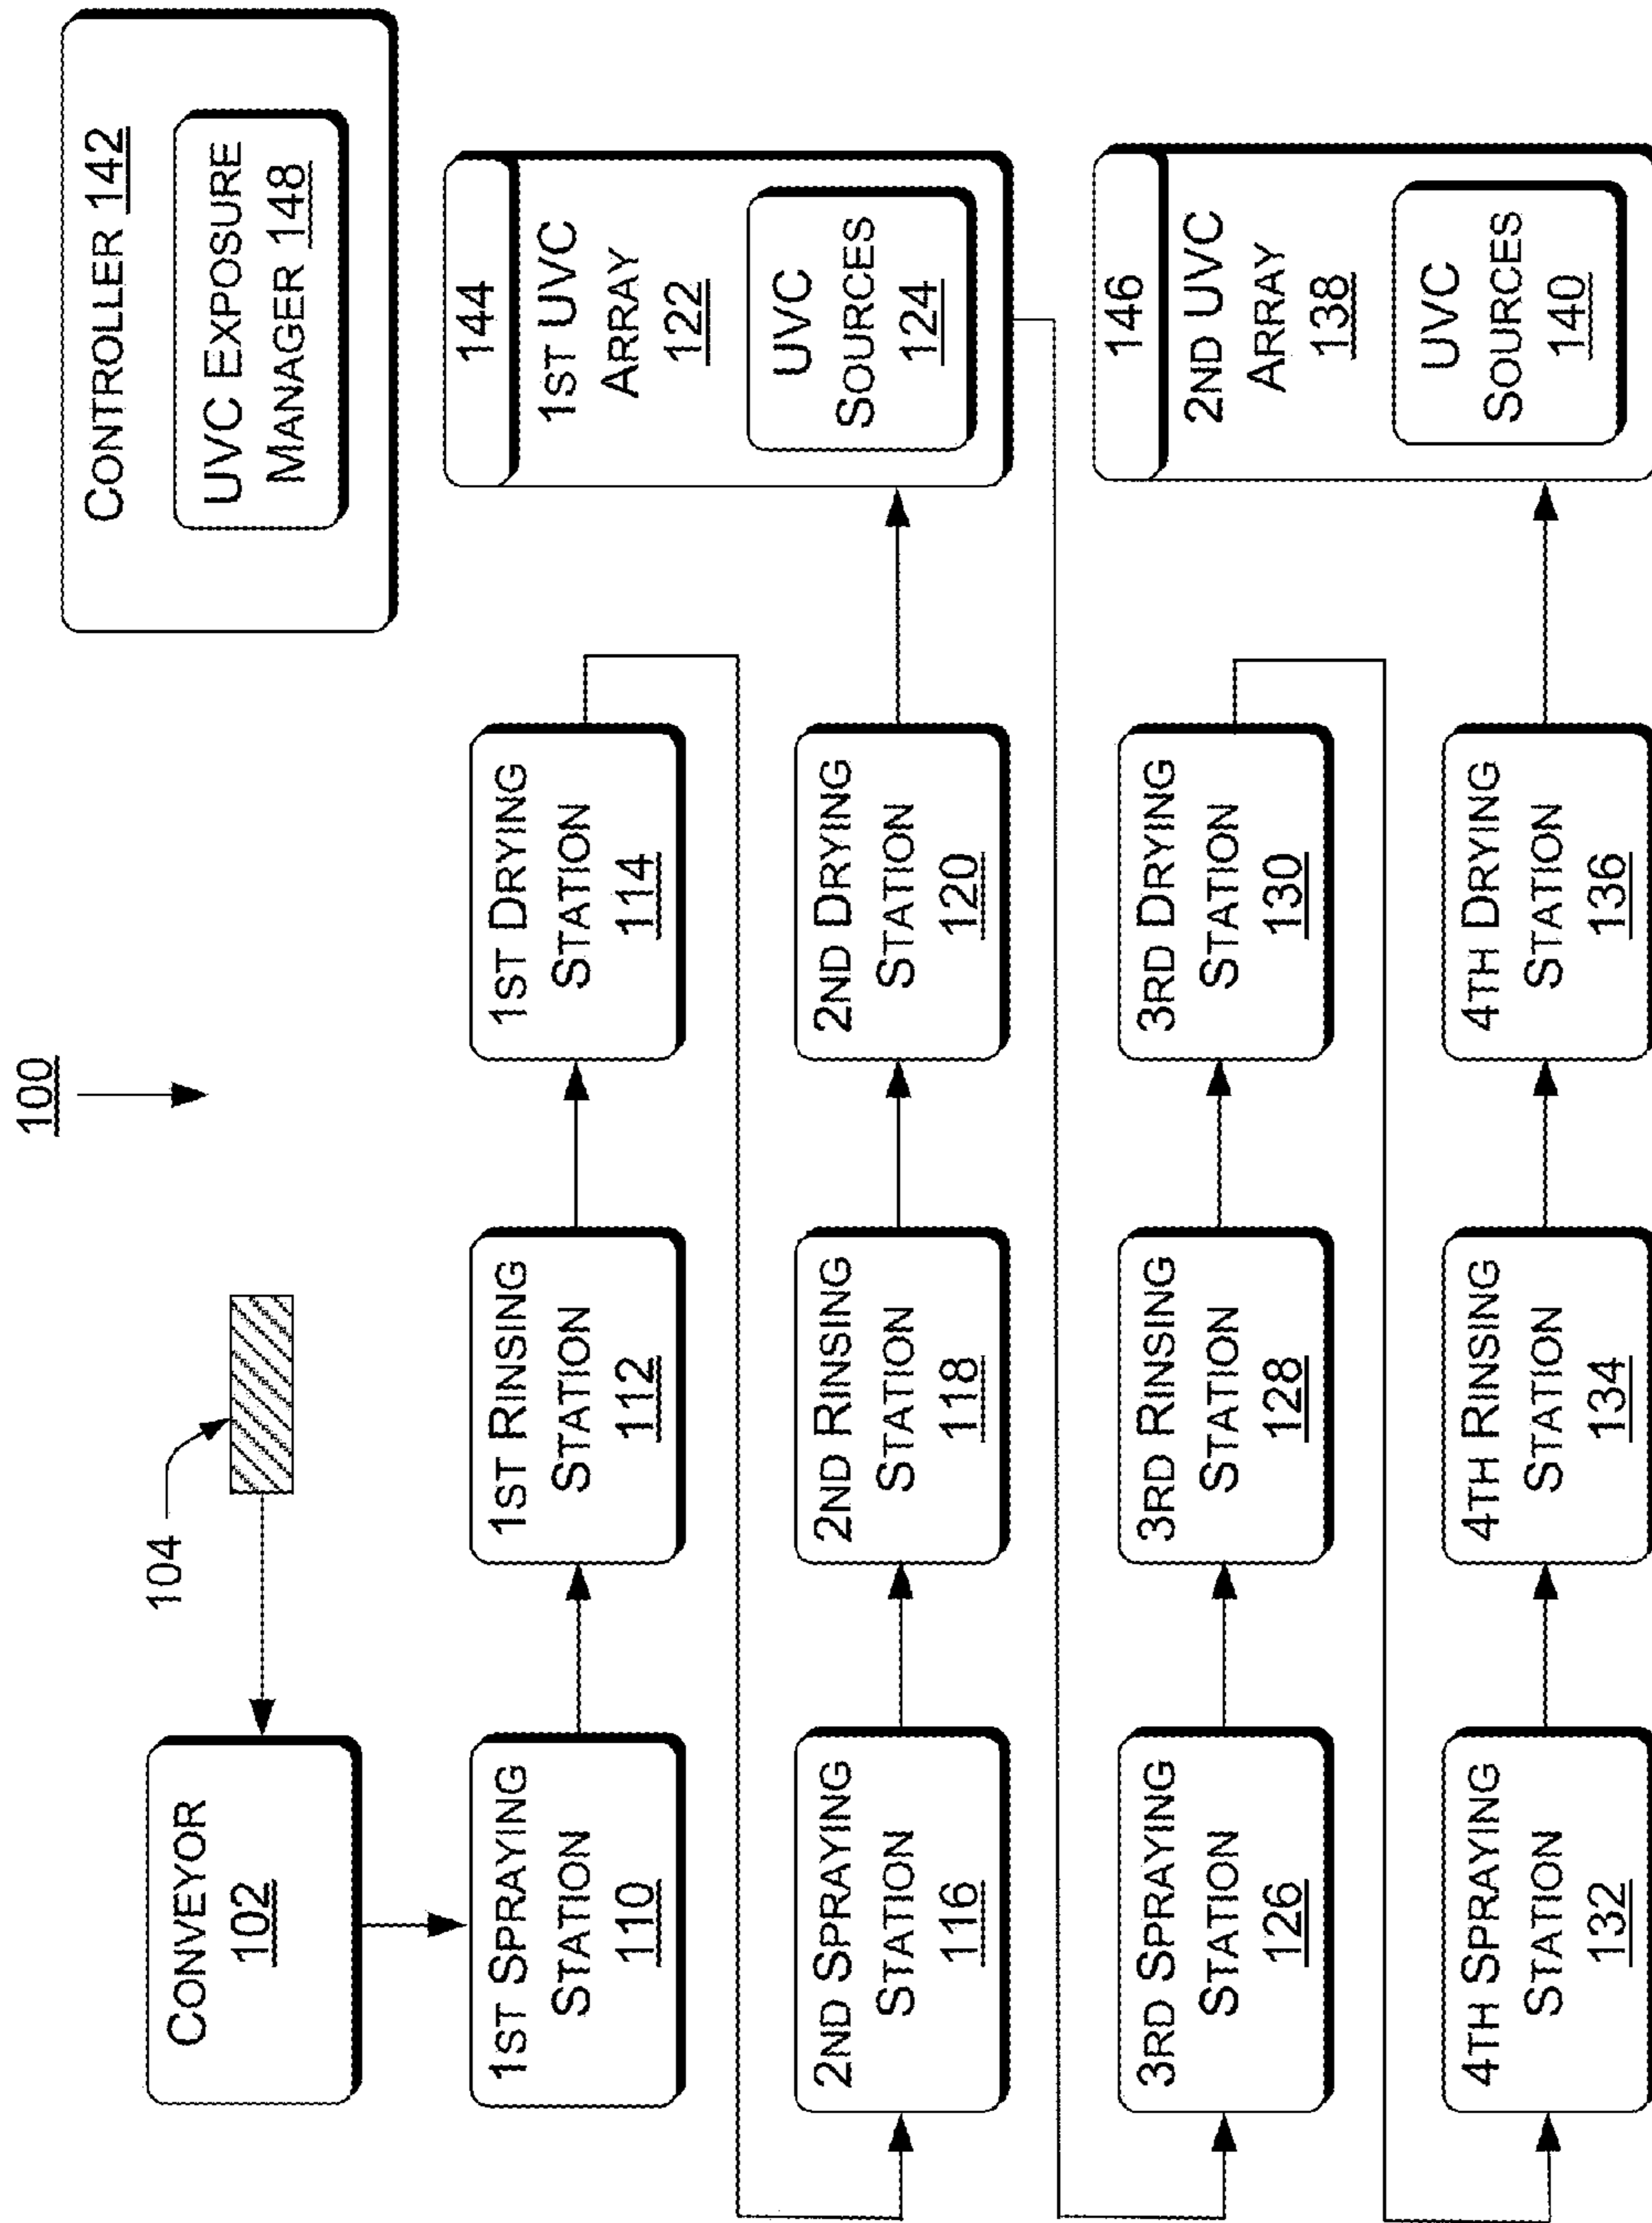 100
104
CONVEYOR
102
CONTROLLER 142
UVC EXPOSURE
MANAGER 148
1ST SPRAYING
STATION
110
1ST RINSING
STATION
112
1ST DRYING
STATION
114
144
1ST UVC
ARRAY
122
UVC
SOURCES
124
2ND SPRAYING
STATION
116
2ND RINSING
STATION
118
2ND DRYING
STATION
120
3RD SPRAYING
STATION
126
3RD RINSING
STATION
128
3RD DRYING
STATION
130
146
2ND UVC
ARRAY
138
UVC
SOURCES
140
4TH SPRAYING
STATION
132
4TH RINSING
STATION
134
4TH DRYING
STATION
136